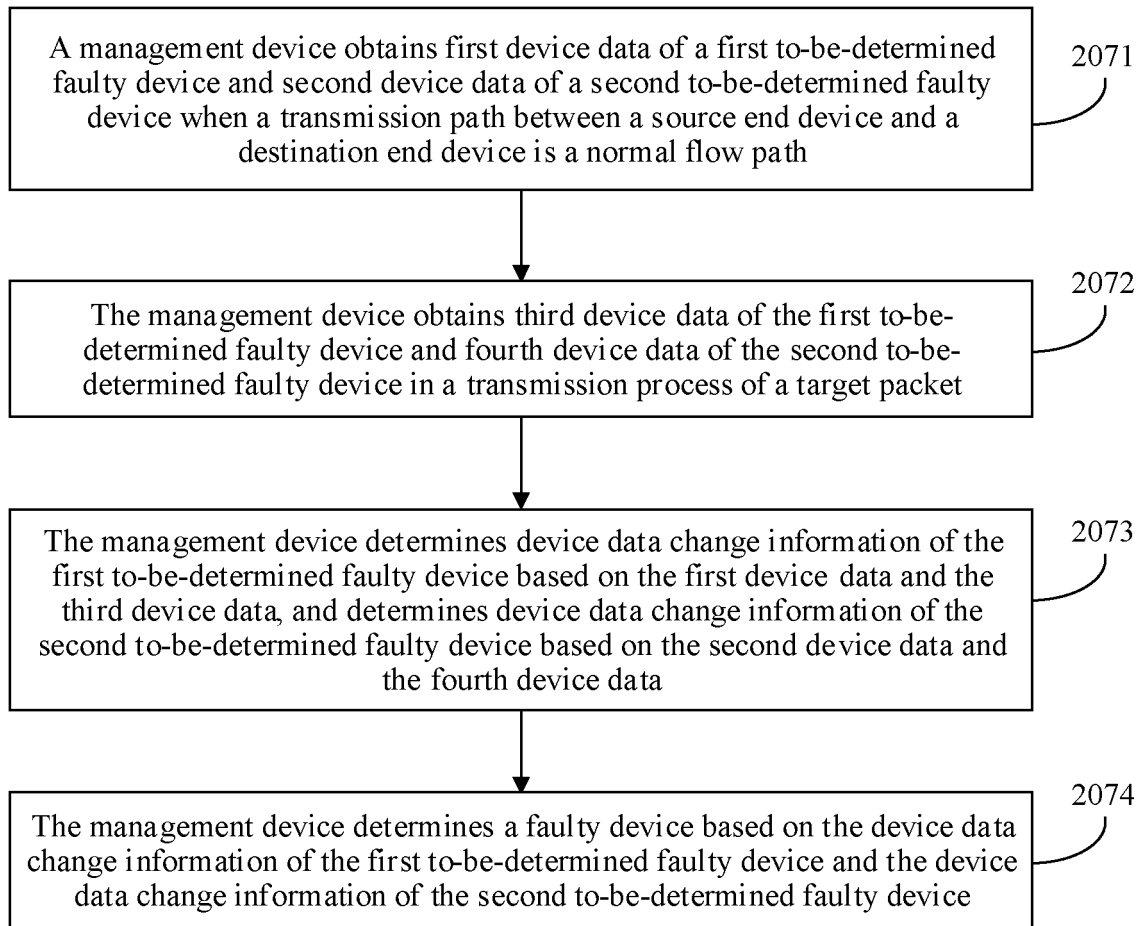 A management device obtains first device data of a first to-be-determined
faulty device and second device data of a second to-be-determined faulty
device when a transmission path between a source end device and a
destination end device is a normal flow path
2071
The management device obtains third device data of the first to-be-
determined faulty device and fourth device data of the second to-be-
determined faulty device in a transmission process of a target packet
2072
The management device determines device data change information of the
first to-be-determined faulty device based on the first device data and the
third device data, and determines device data change information of the
second to-be-determined faulty device based on the second device data and
the fourth device data
2073
The management device determines a faulty device based on the device data
change information of the first to-be-determined faulty device and the device
data change information of the second to-be-determined faulty device
2074